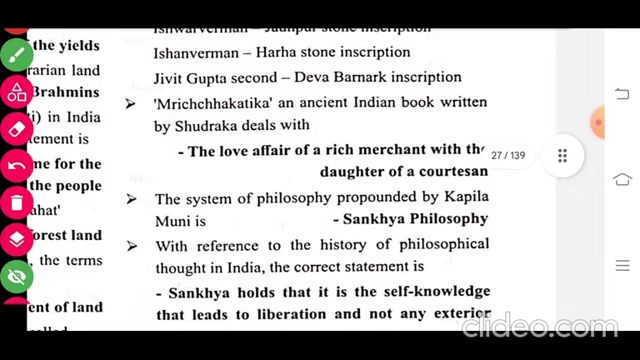 Ishwarverman – Jaunpur stone inscription
Ishanverman – Harha stone inscription
Jivit Gupta second – Deva Barnark inscription
➤ 'Mrichchhakatika' an ancient Indian book written
by Shudraka deals with
- The love affair of a rich merchant with the
daughter of a courtesan
➤ The system of philosophy propounded by Kapila
Muni is - Sankhya Philosophy
➤ With reference to the history of philosophical
thought in India, the correct statement is
- Sankhya holds that it is the self-knowledge
that leads to liberation and not any exterior
f the yields
rarian land
Brahmins
ti) in India
tement is
me for the
the people
ahat'
forest land
, the terms
ent of land
called
27 / 139
clideo.com